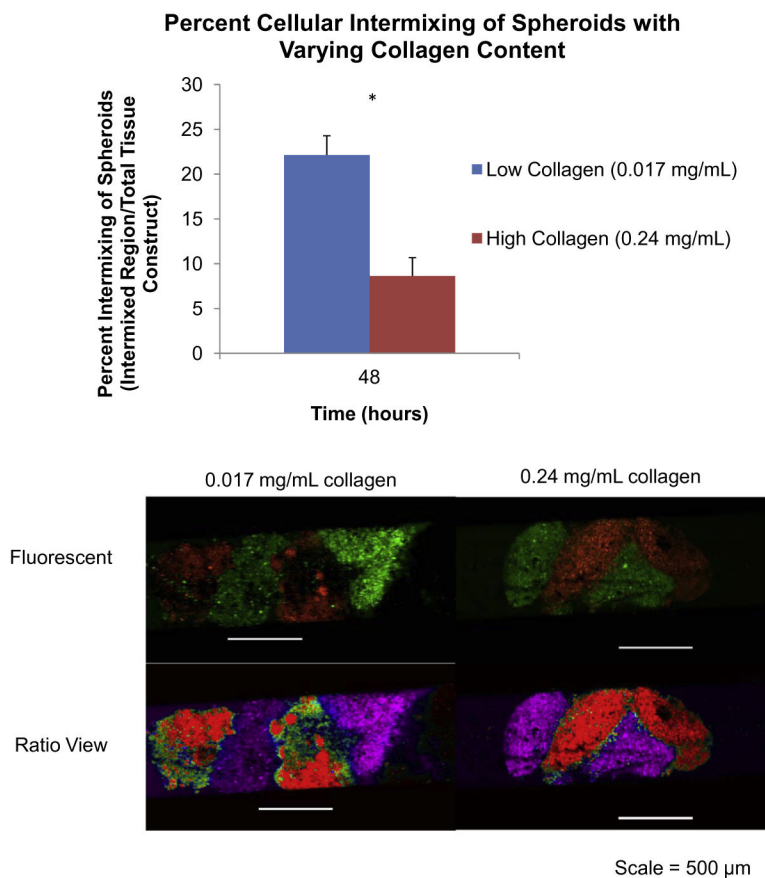 Percent Cellular Intermixing of Spheroids with
Varying Collagen Content
Percent Intermixing of Spheroids
(Intermixed Region/Total Tissue
Construct)
30
25
20
15
10
5
0
*
48
Time (hours)
Low Collagen (0.017 mg/mL)
High Collagen (0.24 mg/mL)
0.017 mg/mL collagen
0.24 mg/mL collagen
Fluorescent
Ratio View
Scale = 500 µm